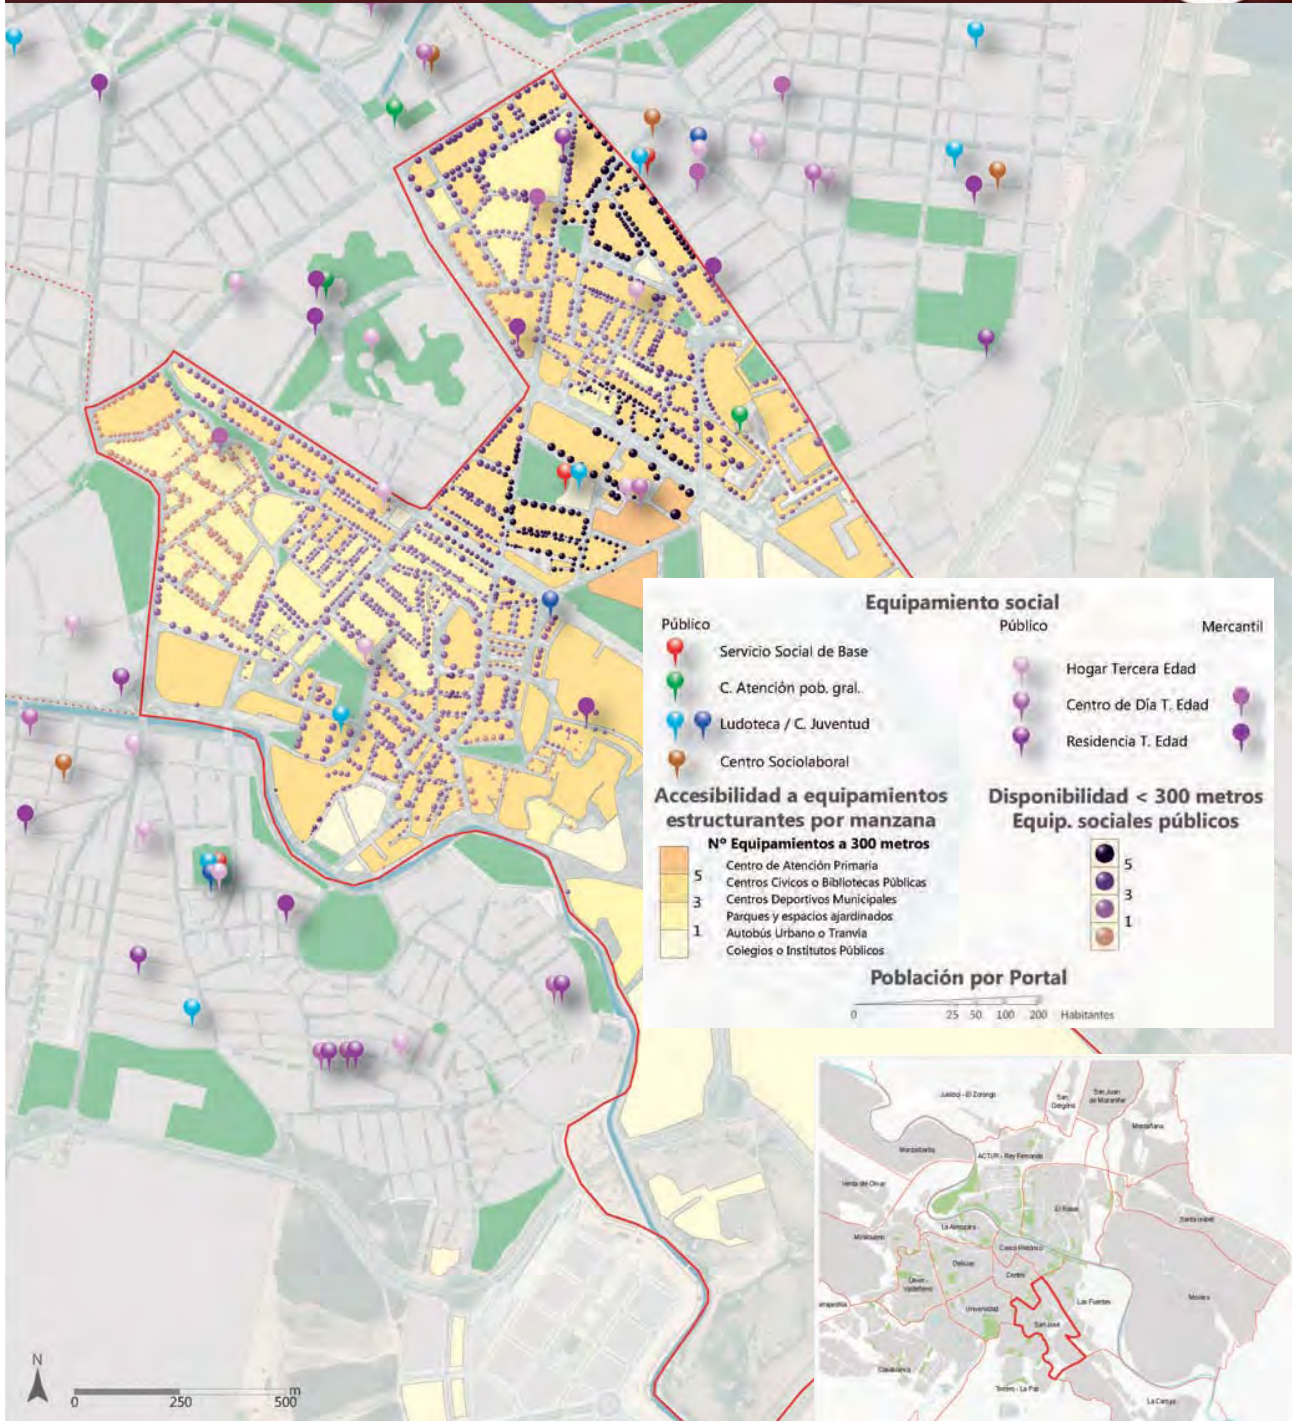 Equipamiento social
Público
Público
Mercantil
Servicio Social de Base
C. Atención pob. gral.
Ludoteca / C. Juventud
Centro Sociolaboral
Hogar Tercera Edad
Centro de Día T. Edad
Residencia T. Edad
Accesibilidad a equipamientos
estructurantes por manzana
Nº Equipamientos a 300 metros
5
3
1
Centro de Atención Primaria
Centros Cívicos o Bibliotecas Públicas
Centros Deportivos Municipales
Parques y espacios ajardinados
Autobús Urbano o Tranvía
Colegios o Institutos Públicos
Disponibilidad < 300 metros
Equip. sociales públicos
5
3
1
Población por Portal
0 25 50 100 200 Habitantes
Juslibol - El Zorongo
San
Gregorio
San Juan
de Mozarrifar
Montañana
Monzalbarba
ACTUR - Rey Fernando
Venta del Olivar
El Rabal
Santa Isabel
La Almozara
Miralbueno
Casco Histórico
Delicias
Centro
Oliver -
Valdefierro
Las Fuentes
Movera
Universidad
San José
Casablanca
Torrero - La Paz
La Cartuja
N
0 250 500 m